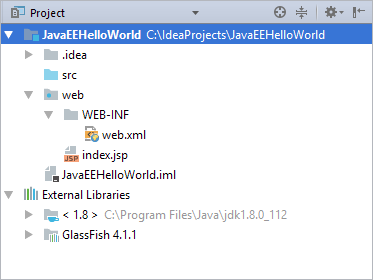 Project
JavaEEHelloWorld C:\IdeaProjects\JavaEEHelloWorld
.idea
src
web
WEB-INF
web.xml
JSP index.jsp
JavaEEHelloWorld.iml
External Libraries
< 1.8 > C:\Program Files\Java\jdk1.8.0_112
GlassFish 4.1.1